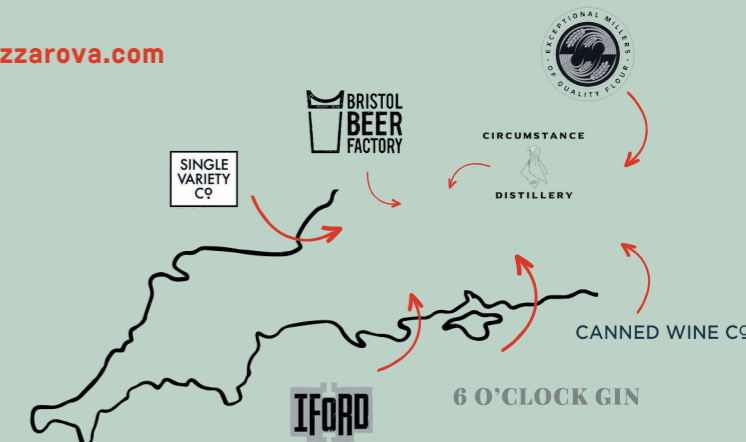 zzarova.com
EXCEPTIONAL MILLERS
OF QUALITY FLOUR
BRISTOL
BEER
FACTORY
CIRCUMSTANCE
DISTILLERY
SINGLE
VARIETY
Cº
CANNED WINE Cº
6 O'CLOCK GIN
IFORD